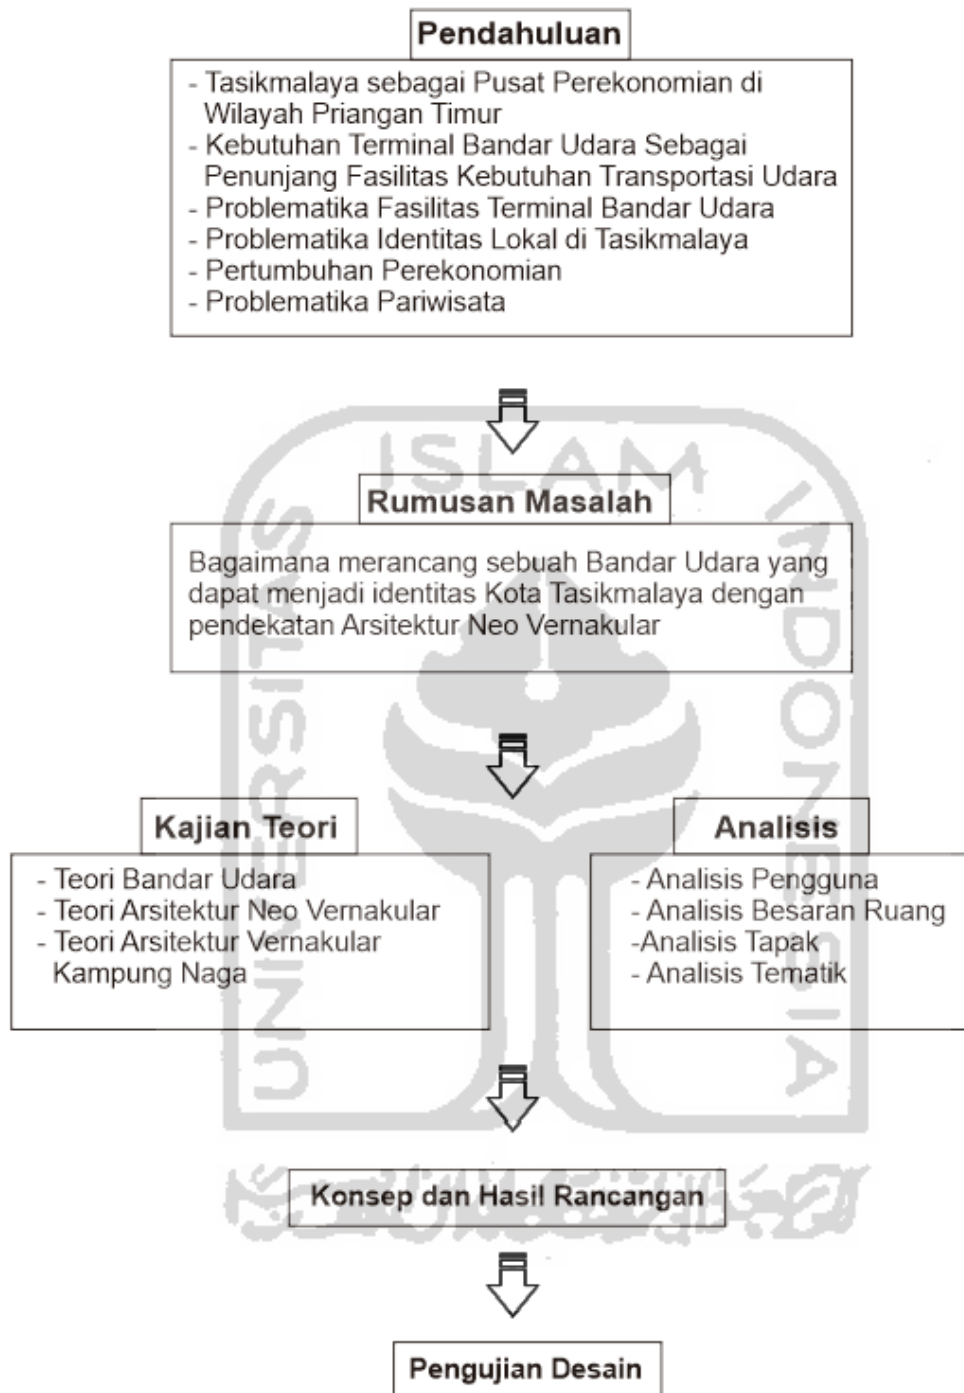 Pendahuluan
- Tasikmalaya sebagai Pusat Perekonomian di
Wilayah Priangan Timur
- Kebutuhan Terminal Bandar Udara Sebagai
Penunjang Fasilitas Kebutuhan Transportasi Udara
- Problematika Fasilitas Terminal Bandar Udara
- Problematika Identitas Lokal di Tasikmalaya
- Pertumbuhan Perekonomian
- Problematika Pariwisata
Rumusan Masalah
Bagaimana merancang sebuah Bandar Udara yang
dapat menjadi identitas Kota Tasikmalaya dengan
pendekatan Arsitektur Neo Vernakular
Kajian Teori
- Teori Bandar Udara
- Teori Arsitektur Neo Vernakular
- Teori Arsitektur Vernakular
Kampung Naga
Analisis
- Analisis Pengguna
- Analisis Besaran Ruang
-Analisis Tapak
- Analisis Tematik
Konsep dan Hasil Rancangan
Pengujian Desain
UNIVERSITAS
ISLAM
INDONESIA